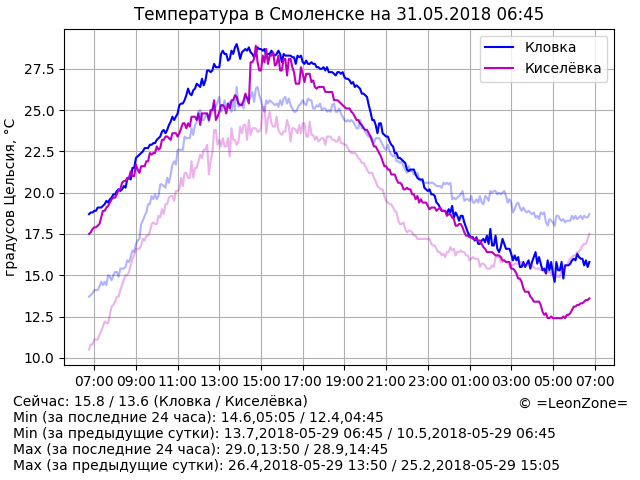 Температура в Смоленске на 31.05.2018 06:45
градусов Цельсия, °C
27.5
25.0
22.5
20.0
17.5
15.0
12.5
10.0
Кловка
Киселёвка
07:00 09:00 11:00 13:00 15:00 17:00 19:00 21:00 23:00 01:00 03:00 05:00 07:00
Сейчас: 15.8 / 13.6 (Кловка / Киселёвка)
© =LeonZone=
Min (за последние 24 часа): 14.6,05:05 / 12.4,04:45
Min (за предыдущие сутки): 13.7,2018-05-29 06:45 / 10.5,2018-05-29 06:45
Max (за последние 24 часа): 29.0,13:50 / 28.9,14:45
Max (за предыдущие сутки): 26.4,2018-05-29 13:50 / 25.2,2018-05-29 15:05